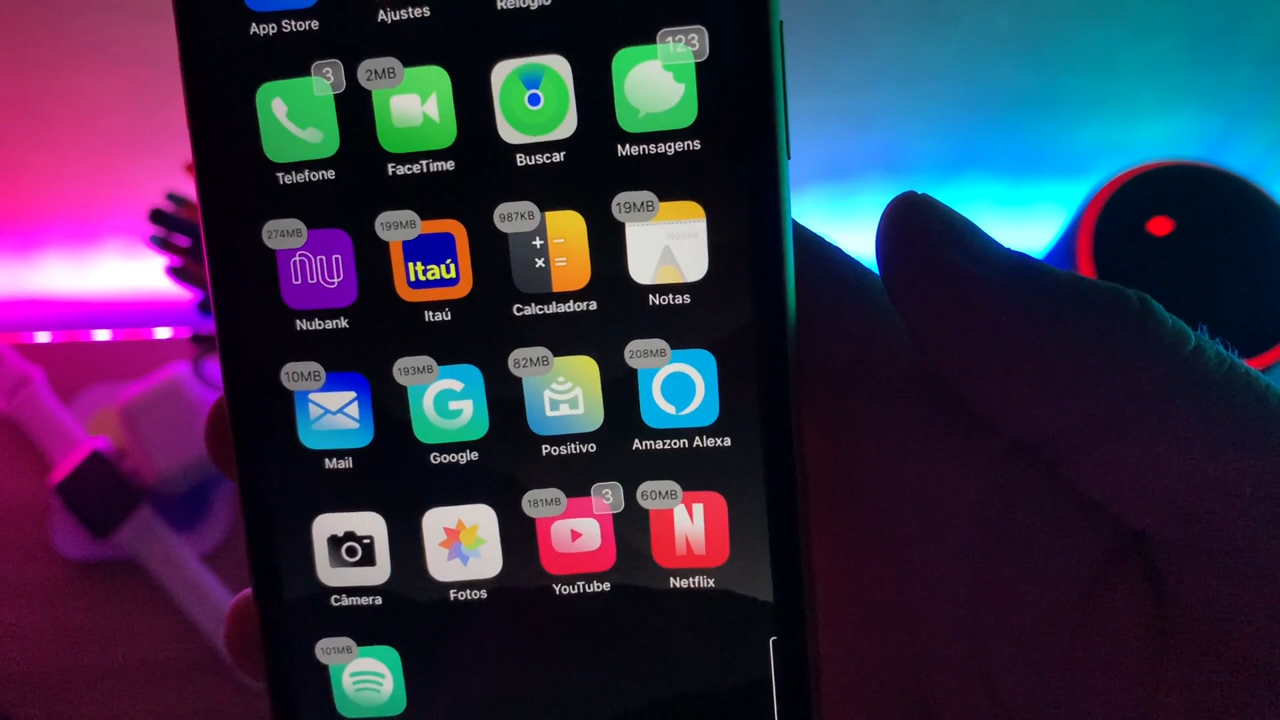 App Store
Ajustes
Relógio
3
2MB
123
Telefone
FaceTime
Buscar
Mensagens
274MB
199MB
987KB
19MB
nu
Itaú
+ −
× =
Nubank
Itaú
Calculadora
Notas
10MB
193MB
82MB
208MB
G
Mail
Google
Positivo
Amazon Alexa
181MB
3
60MB
N
Câmera
Fotos
YouTube
Netflix
101MB